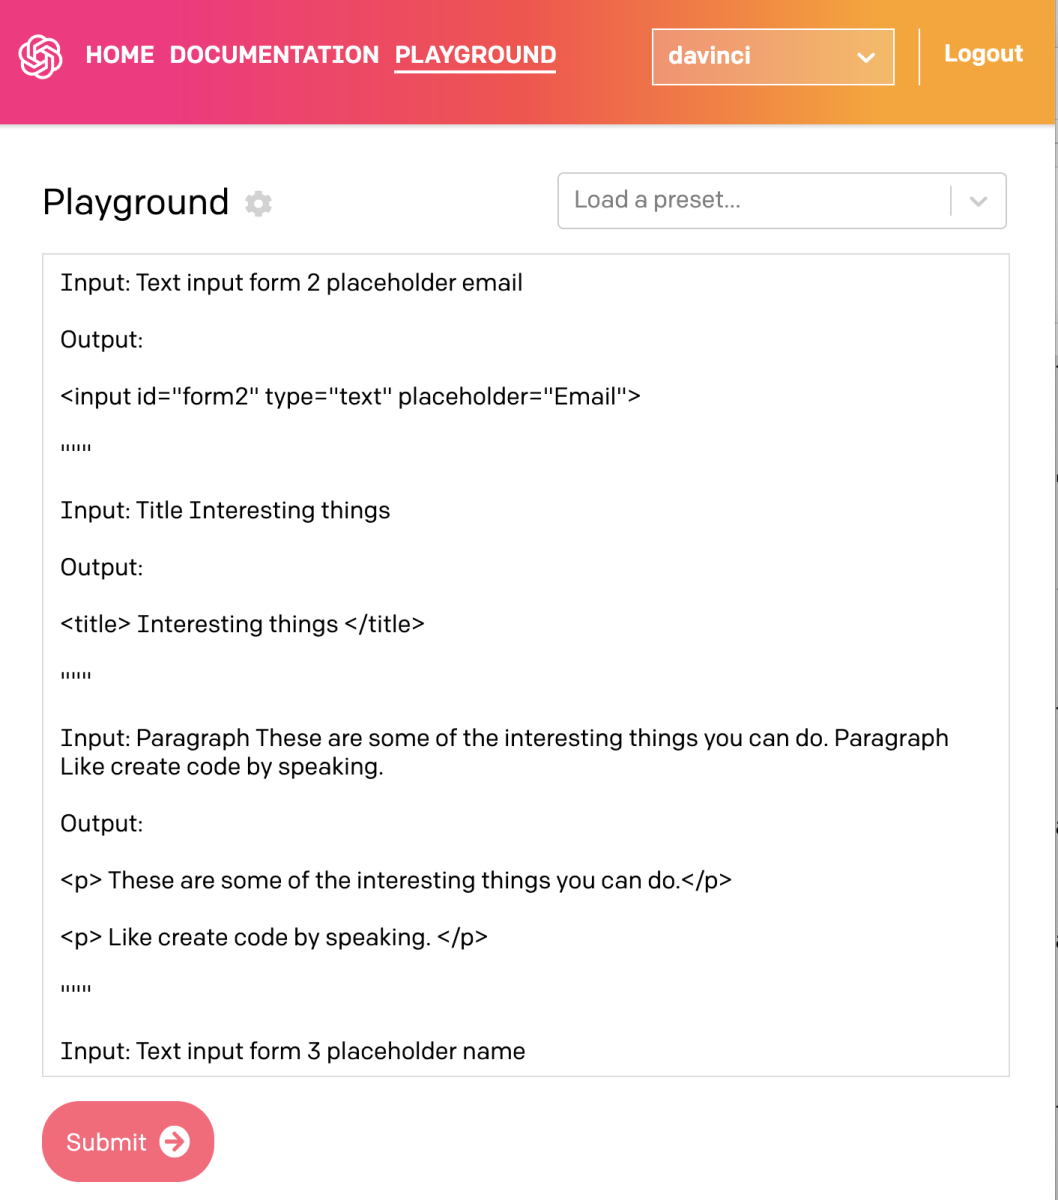 HOME DOCUMENTATION PLAYGROUND davinci Logout
Playground Load a preset...
Input: Text input form 2 placeholder email
Output:
<input id="form2" type="text" placeholder="Email">
"""
Input: Title Interesting things
Output:
<title> Interesting things </title>
"""
Input: Paragraph These are some of the interesting things you can do. Paragraph
Like create code by speaking.
Output:
<p> These are some of the interesting things you can do.</p>
<p> Like create code by speaking. </p>
"""
Input: Text input form 3 placeholder name
Submit